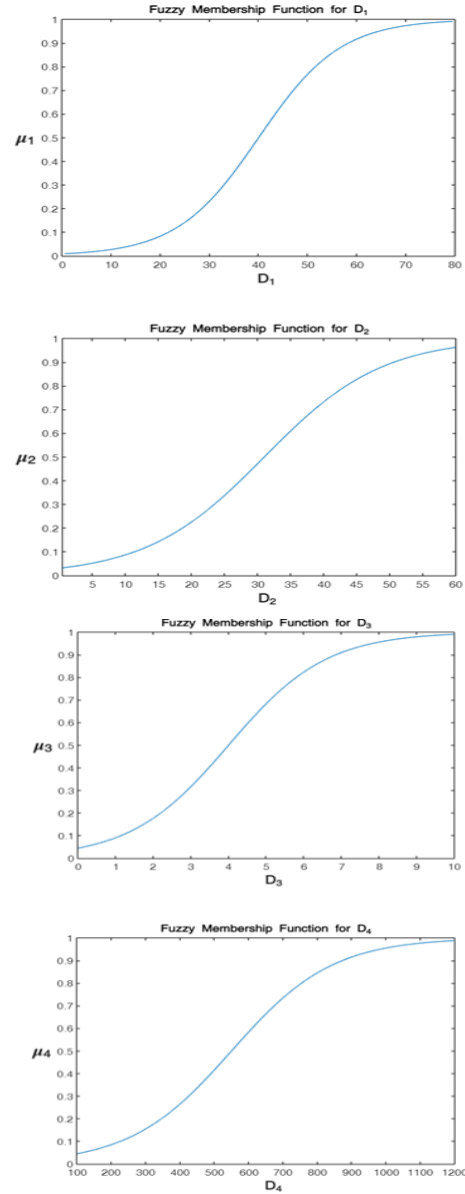 Fuzzy Membership Function for D₁
1
0.9
0.8
0.7
0.6
0.5
0.4
0.3
0.2
0.1
0
μ₁
0 10 20 30 40 50 60 70 80
D₁
Fuzzy Membership Function for D₂
1
0.9
0.8
0.7
0.6
0.5
0.4
0.3
0.2
0.1
0
μ₂
5 10 15 20 25 30 35 40 45 50 55 60
D₂
Fuzzy Membership Function for D₃
1
0.9
0.8
0.7
0.6
0.5
0.4
0.3
0.2
0.1
0
μ₃
0 1 2 3 4 5 6 7 8 9 10
D₃
Fuzzy Membership Function for D₄
1
0.9
0.8
0.7
0.6
0.5
0.4
0.3
0.2
0.1
0
μ₄
100 200 300 400 500 600 700 800 900 1000 1100 1200
D₄